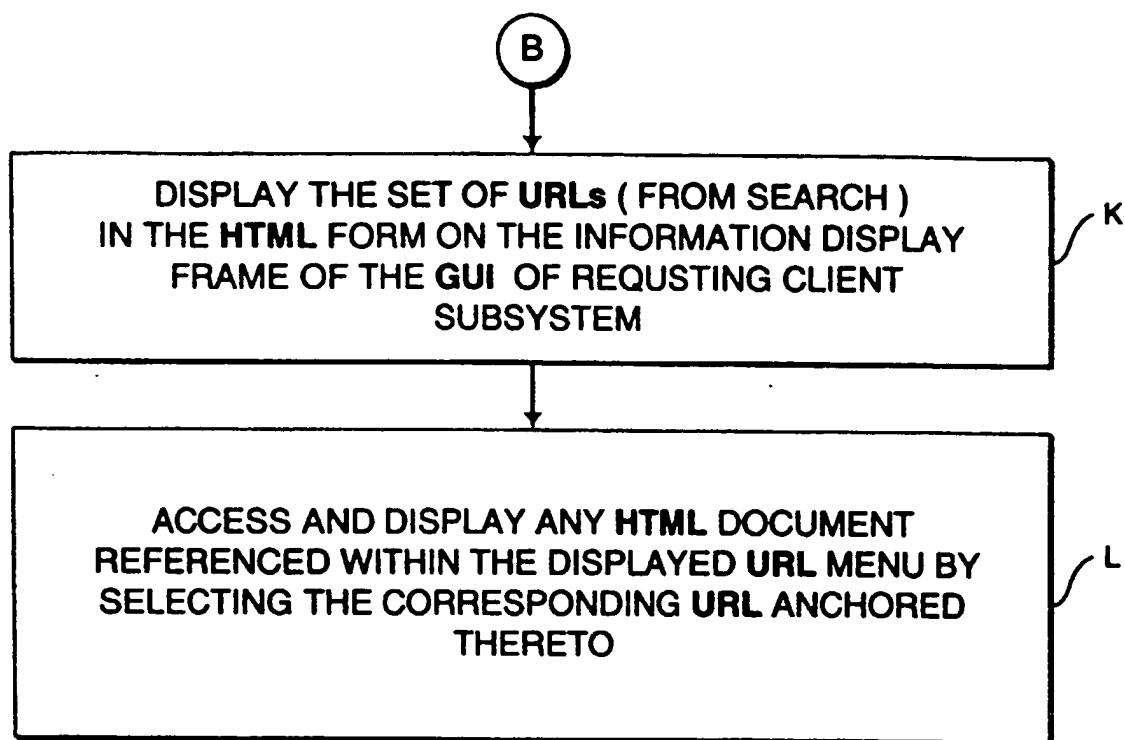 B
DISPLAY THE SET OF URLs ( FROM SEARCH )
IN THE HTML FORM ON THE INFORMATION DISPLAY
FRAME OF THE GUI OF REQUSTING CLIENT
SUBSYSTEM
K
ACCESS AND DISPLAY ANY HTML DOCUMENT
REFERENCED WITHIN THE DISPLAYED URL MENU BY
SELECTING THE CORRESPONDING URL ANCHORED
THERETO
L